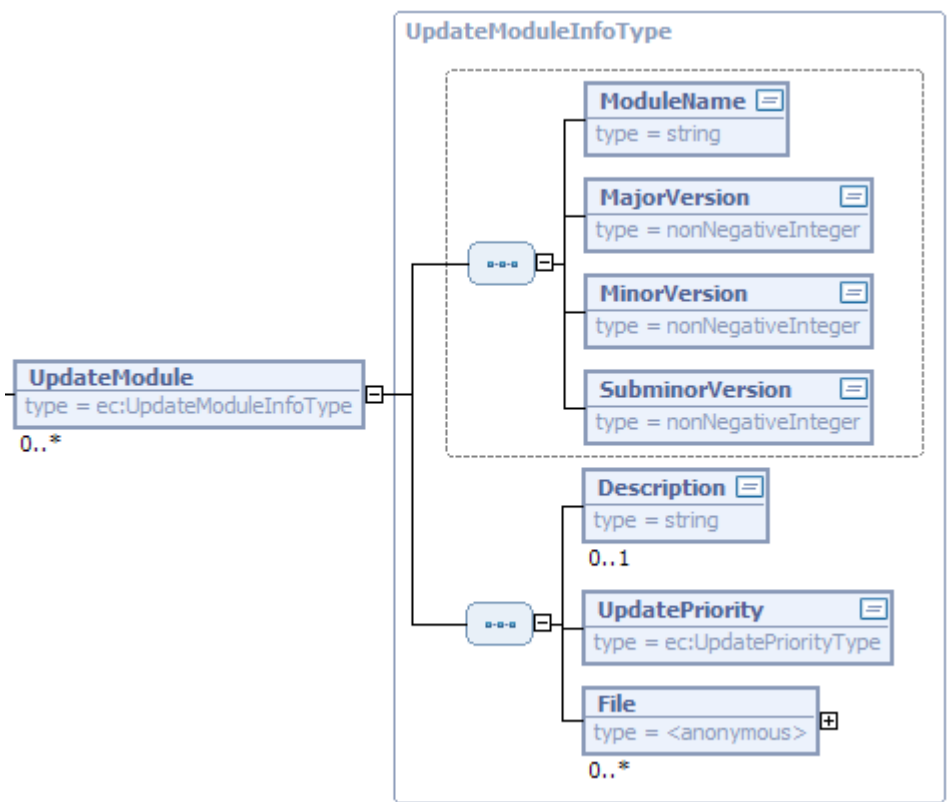 UpdateModuleInfoType
ModuleName
type = string
MajorVersion
type = nonNegativeInteger
MinorVersion
type = nonNegativeInteger
SubminorVersion
type = nonNegativeInteger
UpdateModule
type = ec:UpdateModuleInfoType
0..*
Description
type = string
0..1
UpdatePriority
type = ec:UpdatePriorityType
File
type = <anonymous>
0..*